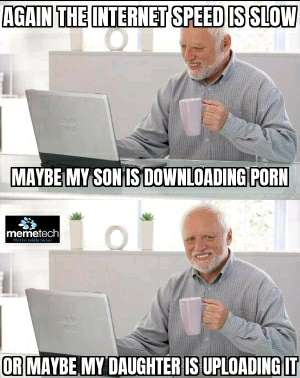 AGAIN THE INTERNET SPEED IS SLOW
MAYBE MY SON IS DOWNLOADING PORN
memetech
OR MAYBE MY DAUGHTER IS UPLOADING IT